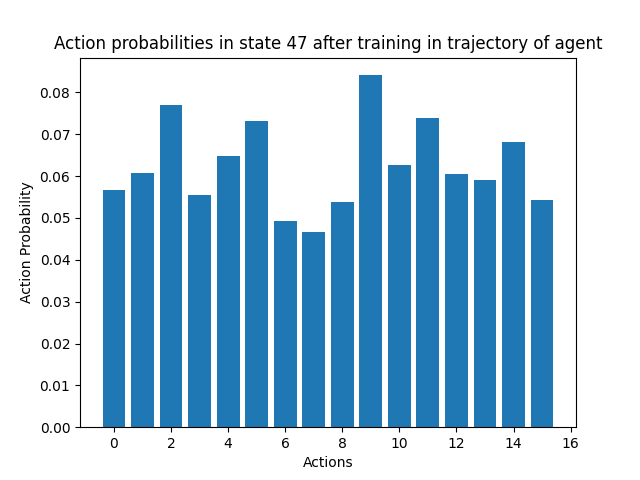 Action probabilities in state 47 after training in trajectory of agent
Action Probability
0.08
0.07
0.06
0.05
0.04
0.03
0.02
0.01
0.00
0 2 4 6 8 10 12 14 16
Actions